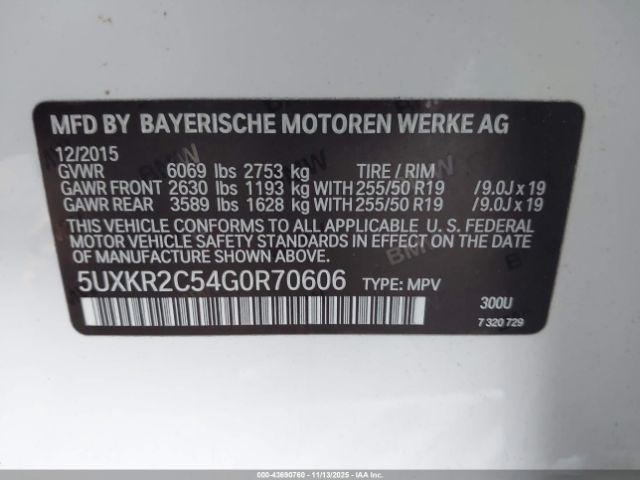 MFD BY BAYERISCHE MOTOREN WERKE AG
12/2015
GVWR 6069 lbs 2753 kg TIRE / RIM
GAWR FRONT 2630 lbs 1193 kg WITH 255/50 R19 /9.0J x 19
GAWR REAR 3589 lbs 1628 kg WITH 255/50 R19 /9.0J x 19
THIS VEHICLE CONFORMS TO ALL APPLICABLE U. S. FEDERAL
MOTOR VEHICLE SAFETY STANDARDS IN EFFECT ON THE DATE
OF MANUFACTURE SHOWN ABOVE.
5UXKR2C54G0R70606 TYPE: MPV
300U
7 320 729
000-43690760 - 11/13/2025 - COPYRIGHT IAA, LLC